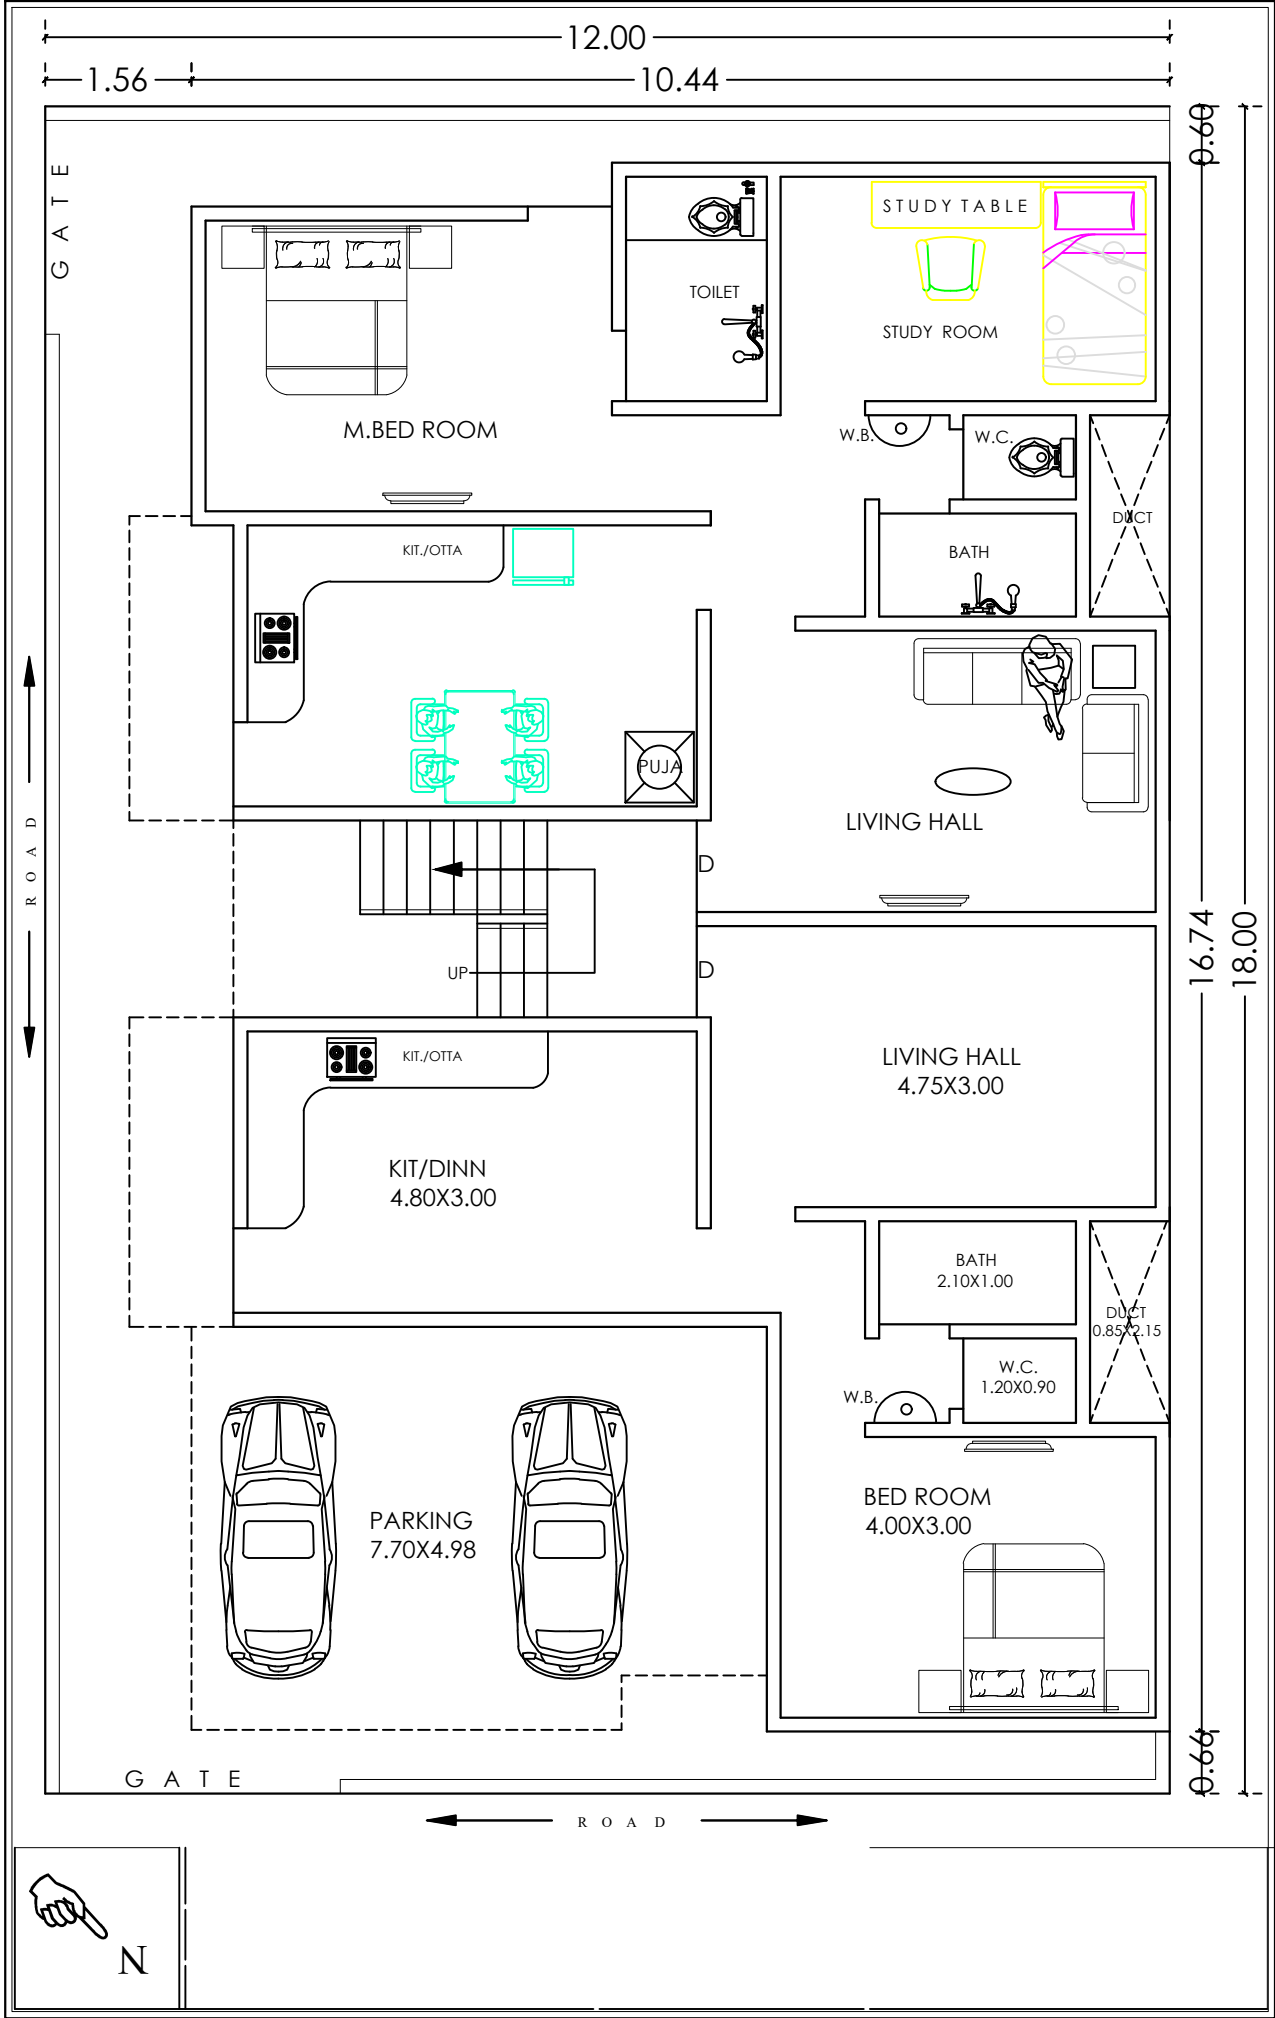 12.00
1.56
10.44
0.60
GATE
STUDY TABLE
TOILET
STUDY ROOM
M.BED ROOM
W.B.
W.C.
DUCT
KIT./OTTA
BATH
PUJA
LIVING HALL
ROAD
D
UP
D
16.74
18.00
KIT./OTTA
LIVING HALL
4.75X3.00
KIT/DINN
4.80X3.00
BATH
2.10X1.00
DUCT
0.85X2.15
W.C.
1.20X0.90
W.B.
BED ROOM
4.00X3.00
PARKING
7.70X4.98
0.66
GATE
ROAD
N